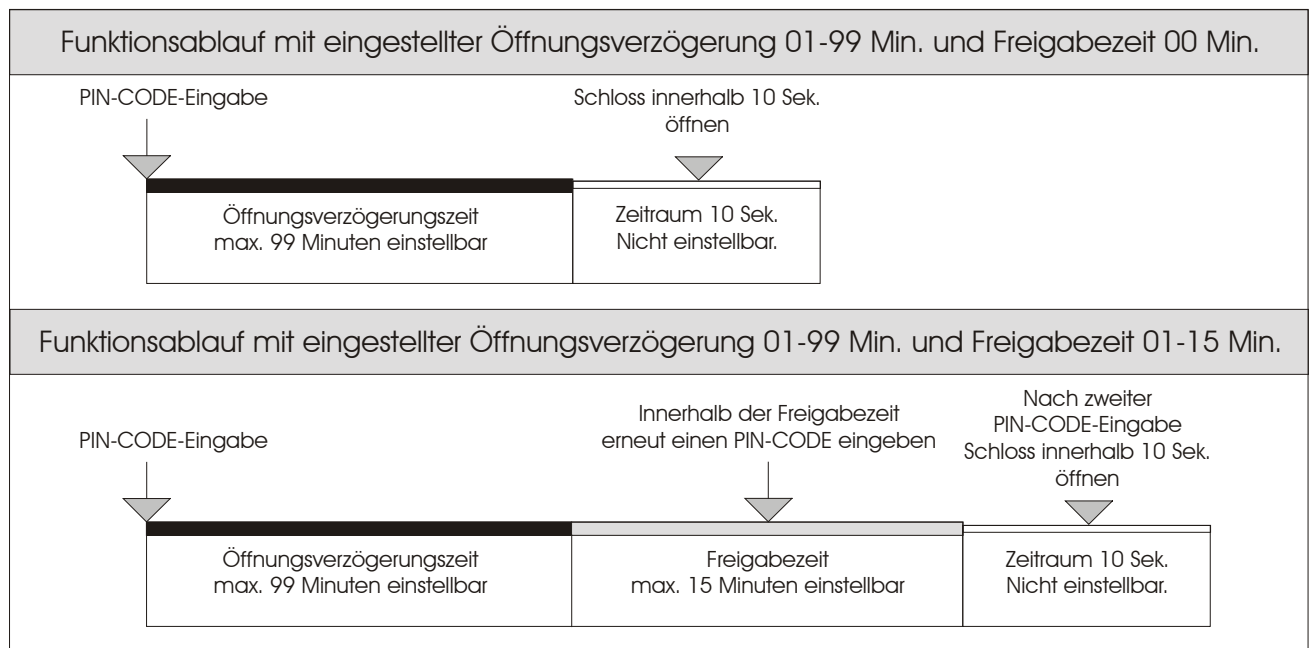 Funktionsablauf mit eingestellter Öffnungsverzögerung 01-99 Min. und Freigabezeit 00 Min.
PIN-CODE-Eingabe
Schloss innerhalb 10 Sek.
öffnen
Öffnungsverzögerungszeit
max. 99 Minuten einstellbar
Zeitraum 10 Sek.
Nicht einstellbar.
Funktionsablauf mit eingestellter Öffnungsverzögerung 01-99 Min. und Freigabezeit 01-15 Min.
PIN-CODE-Eingabe
Innerhalb der Freigabezeit
erneut einen PIN-CODE eingeben
Nach zweiter
PIN-CODE-Eingabe
Schloss innerhalb 10 Sek.
öffnen
Öffnungsverzögerungszeit
max. 99 Minuten einstellbar
Freigabezeit
max. 15 Minuten einstellbar
Zeitraum 10 Sek.
Nicht einstellbar.